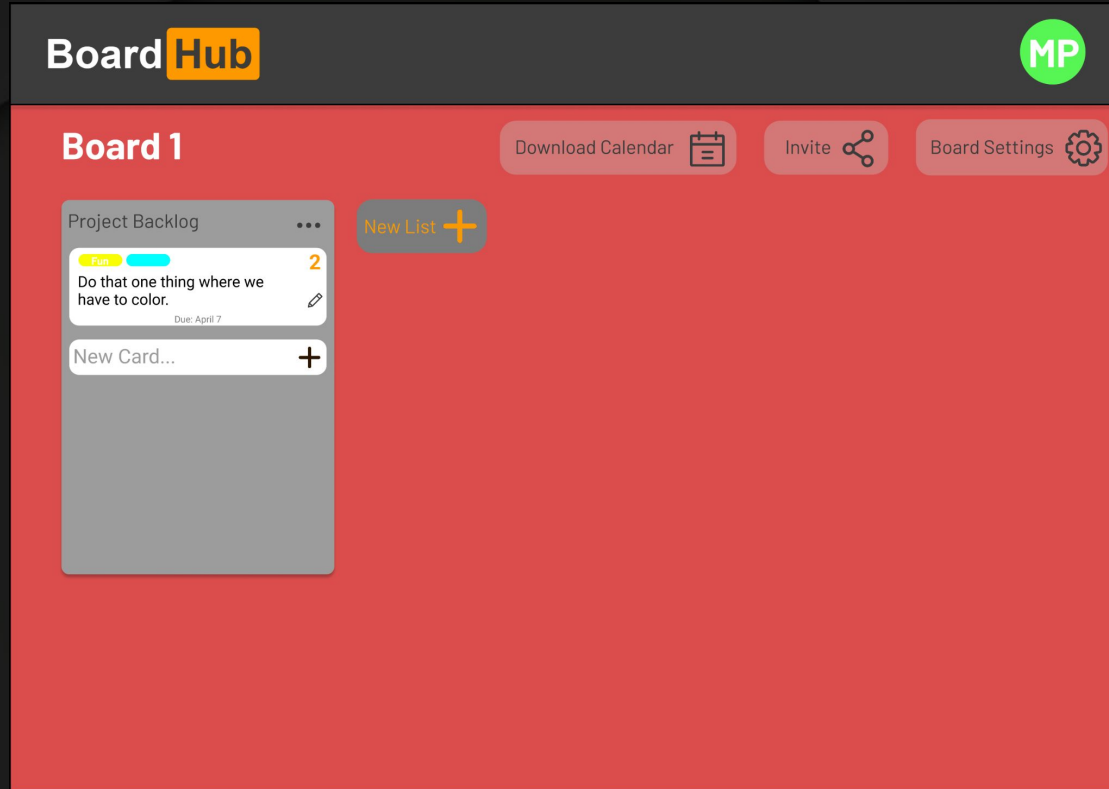 Board Hub
MP
Board 1
Download Calendar
Invite
Board Settings
Project Backlog
...
New List
Fun
2
Do that one thing where we
have to color.
Due: April 7
New Card...